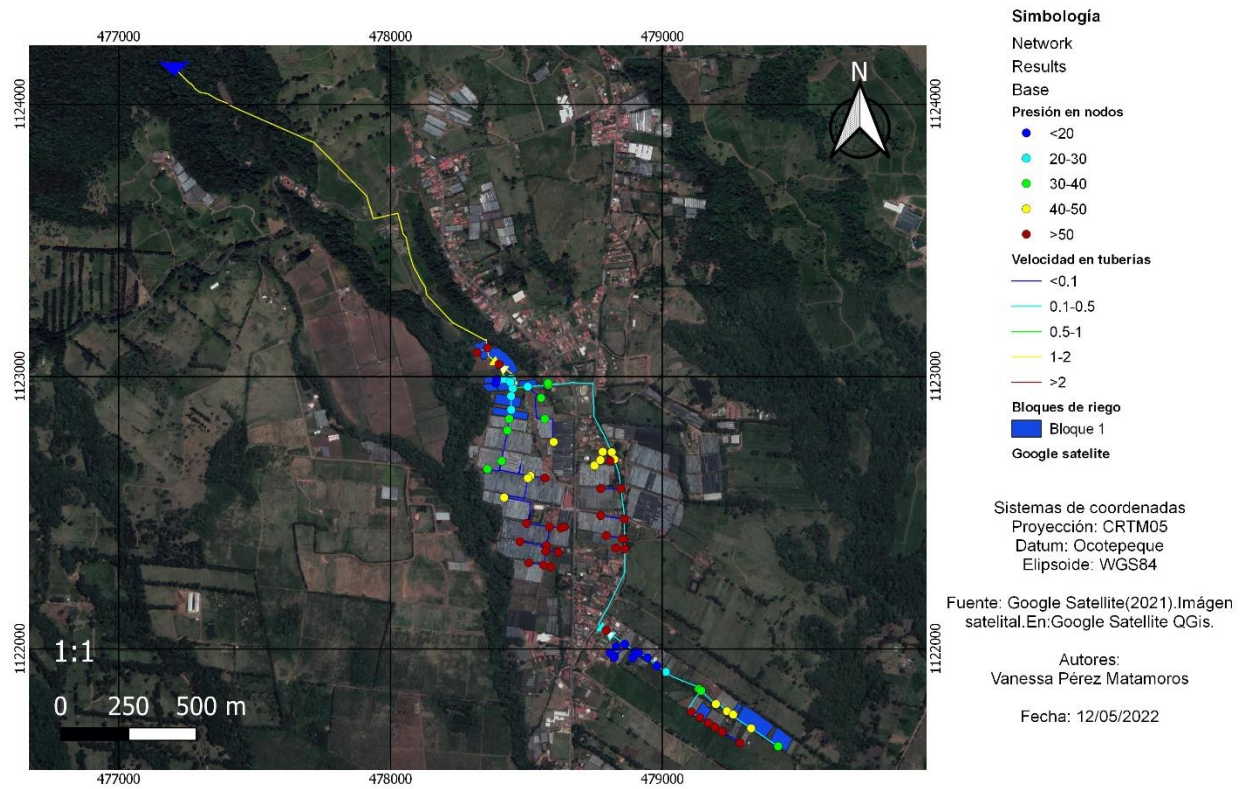 477000
478000
479000
1124000
1124000
N
1123000
1123000
1122000
1122000
1:1
0 250 500 m
477000
478000
479000
Simbología
Network
Results
Base
Presión en nodos
<20
20-30
30-40
40-50
>50
Velocidad en tuberías
<0.1
0.1-0.5
0.5-1
1-2
>2
Bloques de riego
Bloque 1
Google satelite
Sistemas de coordenadas
Proyección: CRTM05
Datum: Ocotepeque
Elipsoide: WGS84
Fuente: Google Satellite(2021).Imágen
satelital.En:Google Satellite QGis.
Autores:
Vanessa Pérez Matamoros
Fecha: 12/05/2022